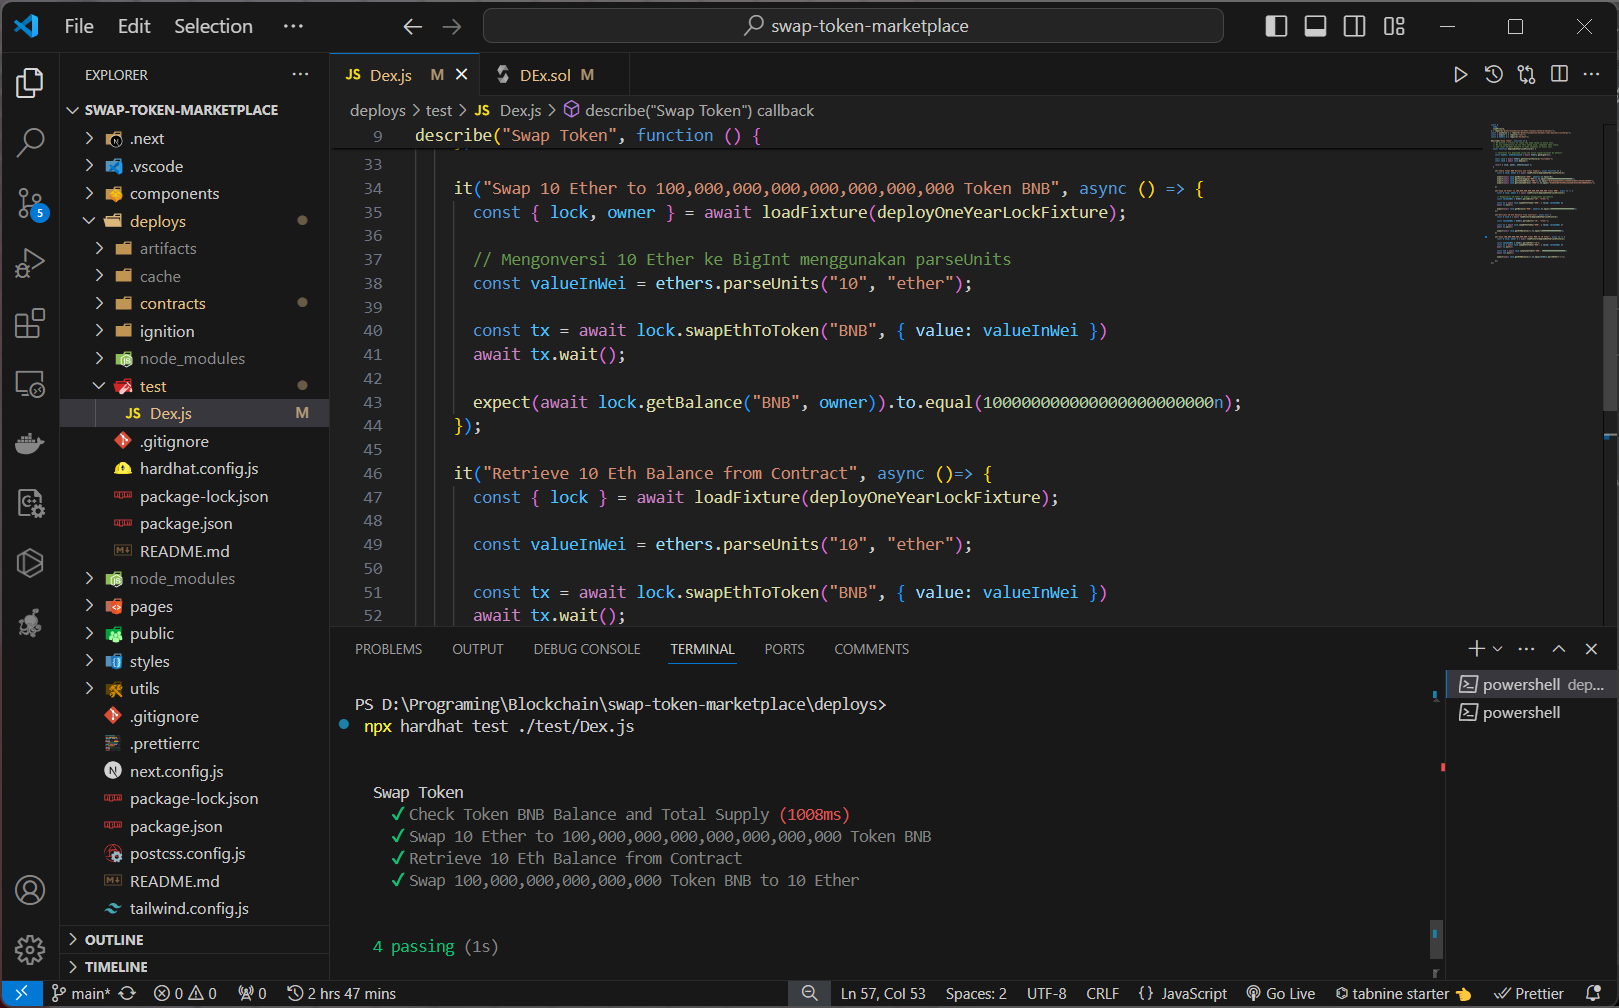 File Edit Selection ···
swap-token-marketplace
EXPLORER ···
SWAP-TOKEN-MARKETPLACE
.next
.vscode
components
deploys
artifacts
cache
contracts
ignition
node_modules
test
JS Dex.js M
.gitignore
hardhat.config.js
package-lock.json
package.json
README.md
node_modules
pages
public
styles
utils
.gitignore
.prettierrc
next.config.js
package-lock.json
package.json
postcss.config.js
README.md
tailwind.config.js
OUTLINE
TIMELINE
5
JS Dex.js M
DEx.sol M
deploys > test > JS Dex.js > describe("Swap Token") callback
9 describe("Swap Token", function () {
33
34 it("Swap 10 Ether to 100,000,000,000,000,000,000,000 Token BNB", async () => {
35 const { lock, owner } = await loadFixture(deployOneYearLockFixture);
36
37 // Mengonversi 10 Ether ke BigInt menggunakan parseUnits
38 const valueInWei = ethers.parseUnits("10", "ether");
39
40 const tx = await lock.swapEthToToken("BNB", { value: valueInWei })
41 await tx.wait();
42
43 expect(await lock.getBalance("BNB", owner)).to.equal(100000000000000000000000n);
44 });
45
46 it("Retrieve 10 Eth Balance from Contract", async ()=> {
47 const { lock } = await loadFixture(deployOneYearLockFixture);
48
49 const valueInWei = ethers.parseUnits("10", "ether");
50
51 const tx = await lock.swapEthToToken("BNB", { value: valueInWei })
52 await tx.wait();
PROBLEMS OUTPUT DEBUG CONSOLE TERMINAL PORTS COMMENTS
PS D:\Programing\Blockchain\swap-token-marketplace\deploys>
npx hardhat test ./test/Dex.js
Swap Token
✓ Check Token BNB Balance and Total Supply (1008ms)
✓ Swap 10 Ether to 100,000,000,000,000,000,000,000 Token BNB
✓ Retrieve 10 Eth Balance from Contract
✓ Swap 100,000,000,000,000,000 Token BNB to 10 Ether
4 passing (1s)
powershell dep...
powershell
main* 0 0 0 2 hrs 47 mins Ln 57, Col 53 Spaces: 2 UTF-8 CRLF {} JavaScript Go Live tabnine starter Prettier